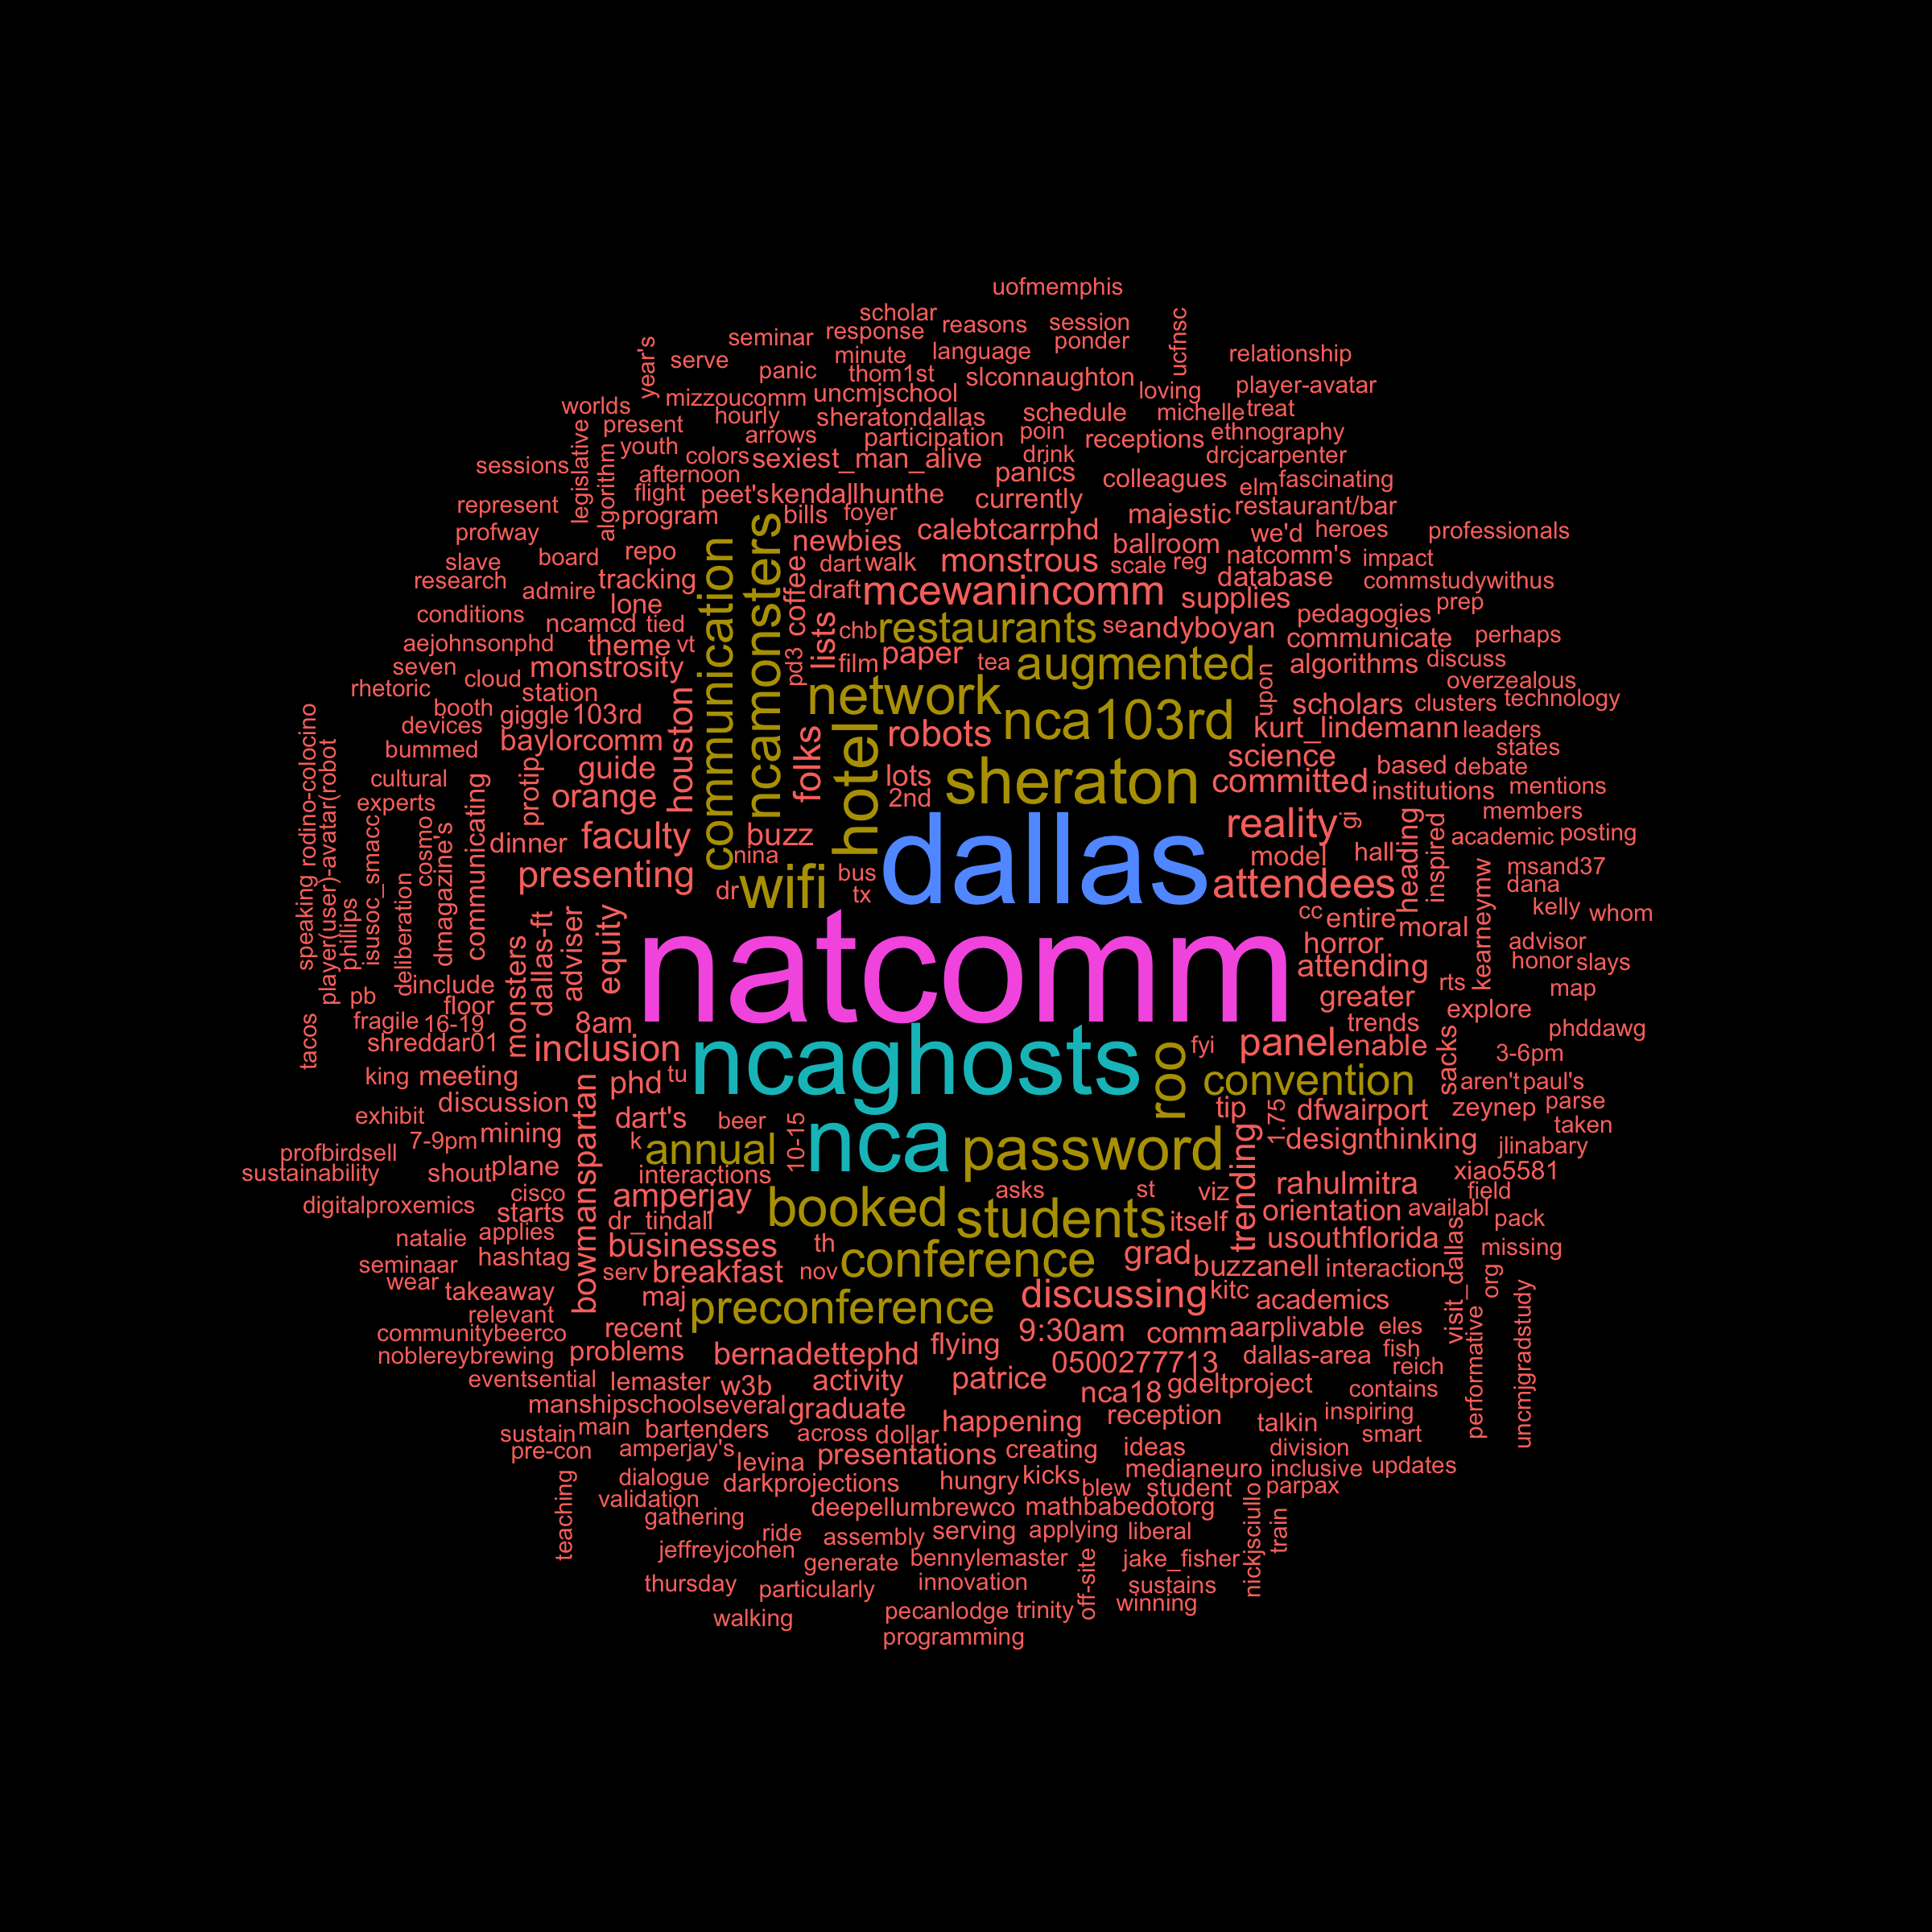 uofmemphis
scholar
response
reasons
session
ponder
ucfnsc
seminar
minute
language
relationship
year's
serve
panic
thom1st
slconnaughton
loving
player-avatar
worlds
mizzoucomm
uncmjschool
michelle
treat
present
hourly
sheratondallas
schedule
legislative
youth
arrows
participation
poin
receptions
ethnography
sessions
algorithm
colors
sexiest_man_alive
drink
drcjcarpenter
afternoon
panics
colleagues
elm
fascinating
represent
flight
peet's
kendallhunthe
currently
restaurant/bar
program
bills
foyer
calebtcarrphd
majestic
we'd
heroes
professionals
profway
communication
ncamonsters
newbies
ballroom
natcomm's
impact
slave
board
repo
coffee
dart
walk
monstrous
scale
reg
database
commstudywithus
research
admire
tracking
draft
mcewanincomm
supplies
pedagogies
prep
conditions
lone
ncamcd
tied
lists
chb
restaurants
se
andyboyan
communicate
perhaps
aejohnsonphd
theme
vt
pd3
film
paper
tea
augmented
algorithms
discuss
seven
monstrosity
overzealous
rhetoric
cloud
station
houston
network
nca103rd
upon
scholars
clusters
technology
booth
giggle
103rd
folks
hotel
robots
kurt_lindemann
leaders
devices
baylorcomm
science
states
bummed
protip
guide
lots
sheraton
committed
based
debate
cultural
communicating
orange
2nd
institutions
mentions
experts
members
speaking
rodino-colocino
player(user)-avatar(robot
isusoc_smacc
phillips
cosmo
dmagazine's
deliberation
dinner
faculty
buzz
dallas
reality
gl
heading
inspired
academic
posting
nina
model
hall
presenting
dr
wifi
bus
tx
attendees
kearneymw
msand37
dana
kelly
whom
cc
entire
moral
monsters
dallas-ft
adviser
equity
natcomm
horror
advisor
attending
honor
slays
include
pb
floor
greater
rts
map
fragile
16-19
8am
trends
explore
phddawg
tacos
shreddar01
inclusion
ncaghosts
roo
fyi
panel
enable
sacks
3-6pm
king
meeting
phd
tu
convention
aren't
paul's
exhibit
discussion
bowmanspartan
dart's
beer
10-15
nca
tip
1.75
dfwairport
zeynep
parse
7-9pm
mining
k
annual
password
trending
designthinking
taken
profbirdsell
jlinabary
sustainability
shout
plane
interactions
xiao5581
digitalproxemics
cisco
amperjay
booked
asks
st
viz
rahulmitra
field
starts
dr_tindall
students
itself
orientation
availabl
pack
natalie
applies
businesses
th
usouthflorida
visit_dallas
missing
hashtag
conference
grad
seminaar
serv
breakfast
nov
buzzanell
interaction
wear
takeaway
maj
preconference
discussing
kitc
academics
org
relevant
communitybeerco
recent
flying
9:30am
comm
aarplivable
eles
performative
uncmjgradstudy
noblereybrewing
problems
bernadettephd
0500277713
dallas-area
fish
eventsential
lemaster
w3b
activity
patrice
nca18
gdeltproject
reich
contains
manshipschool
several
graduate
happening
reception
talkin
inspiring
sustain
main
bartenders
across
dollar
smart
pre-con
amperjay's
levina
presentations
creating
ideas
division
dialogue
darkprojections
hungry
kicks
medianeuro
inclusive
updates
teaching
validation
blew
student
parpax
gathering
deepellumbrewco
mathbabedotorg
nickjsciullo
train
ride
assembly
serving
applying
liberal
jeffreyjcohen
generate
bennylemaster
off-site
jake_fisher
thursday
particularly
innovation
sustains
walking
pecanlodge
trinity
winning
programming